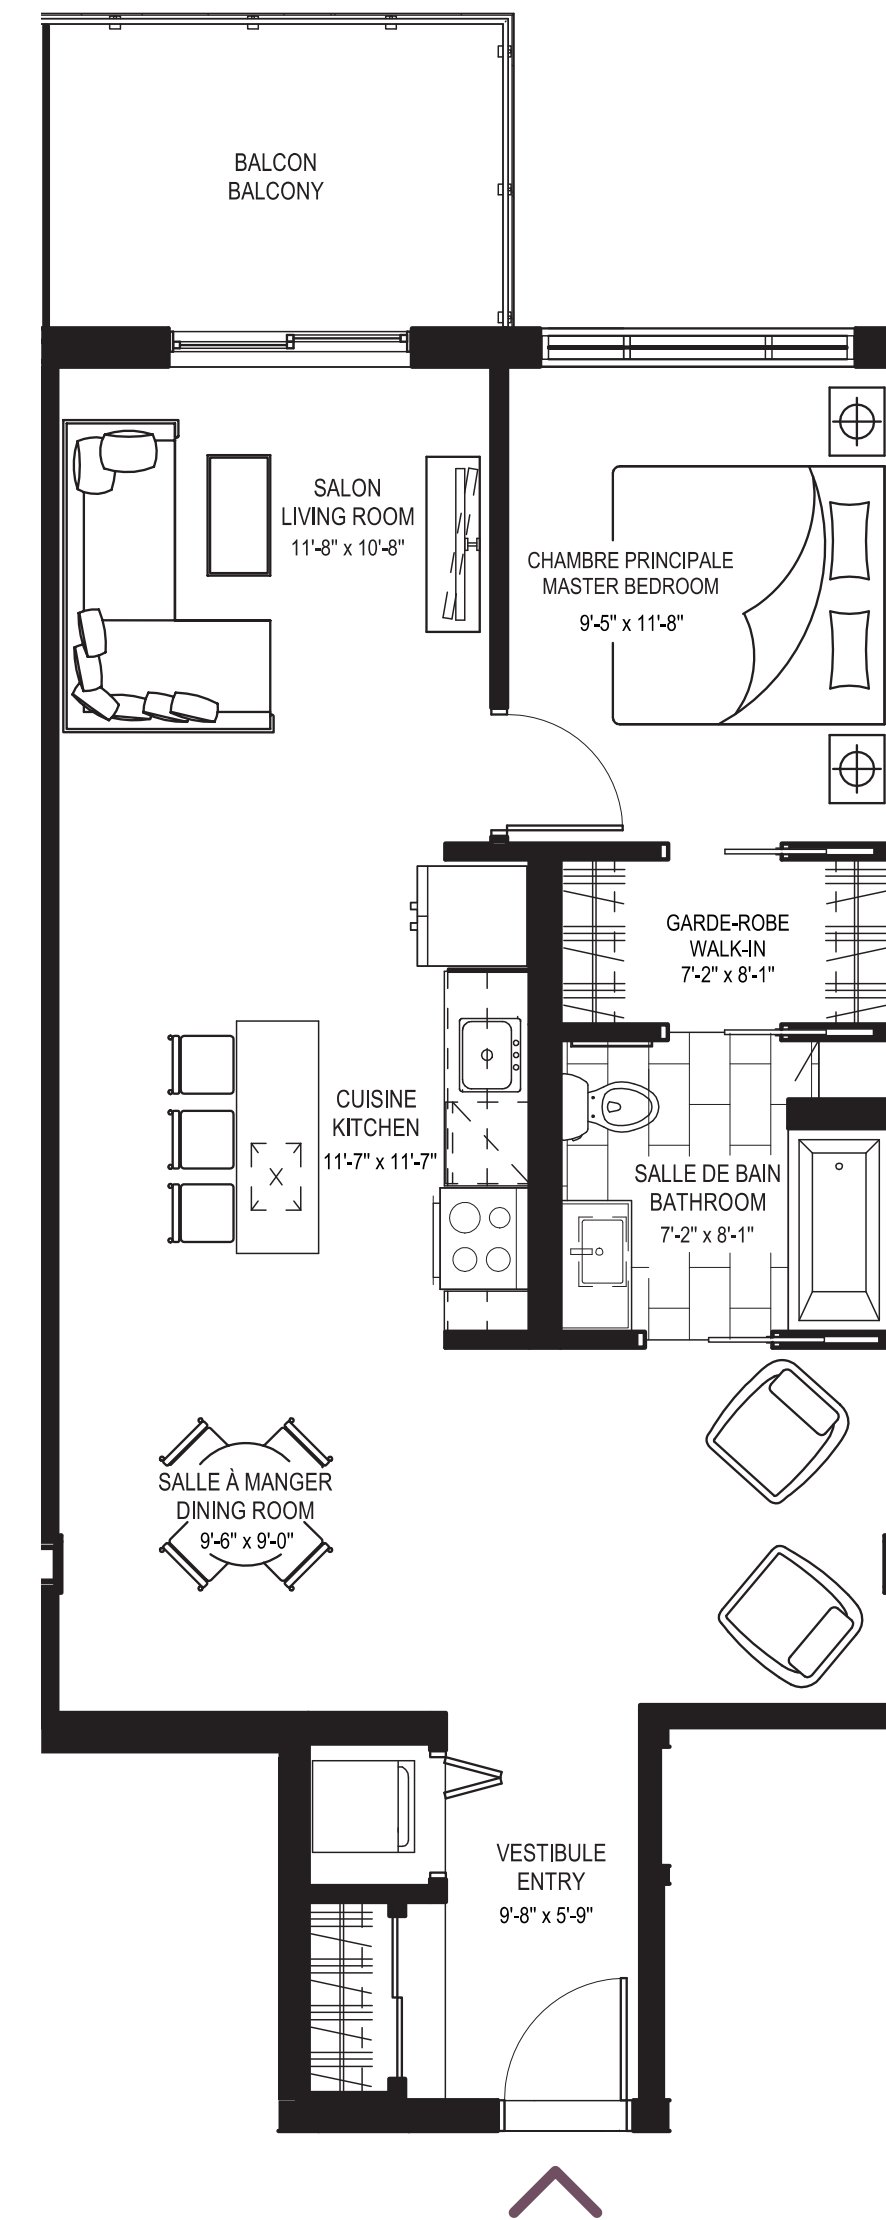 BALCON
BALCONY
SALON
LIVING ROOM
11'-8" x 10'-8"
CHAMBRE PRINCIPALE
MASTER BEDROOM
9'-5" x 11'-8"
GARDE-ROBE
WALK-IN
7'-2" x 8'-1"
CUISINE
KITCHEN
11'-7" x 11'-7"
SALLE DE BAIN
BATHROOM
7'-2" x 8'-1"
SALLE À MANGER
DINING ROOM
9'-6" x 9'-0"
VESTIBULE
ENTRY
9'-8" x 5'-9"